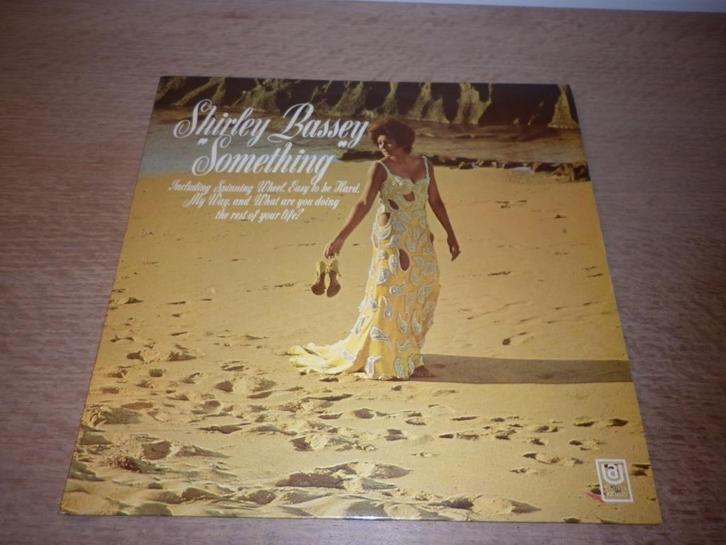 Shirley Bassey
"Something"
Including Spinning Wheel, Easy to be Hard,
My Way, and What are you doing
the rest of your life?